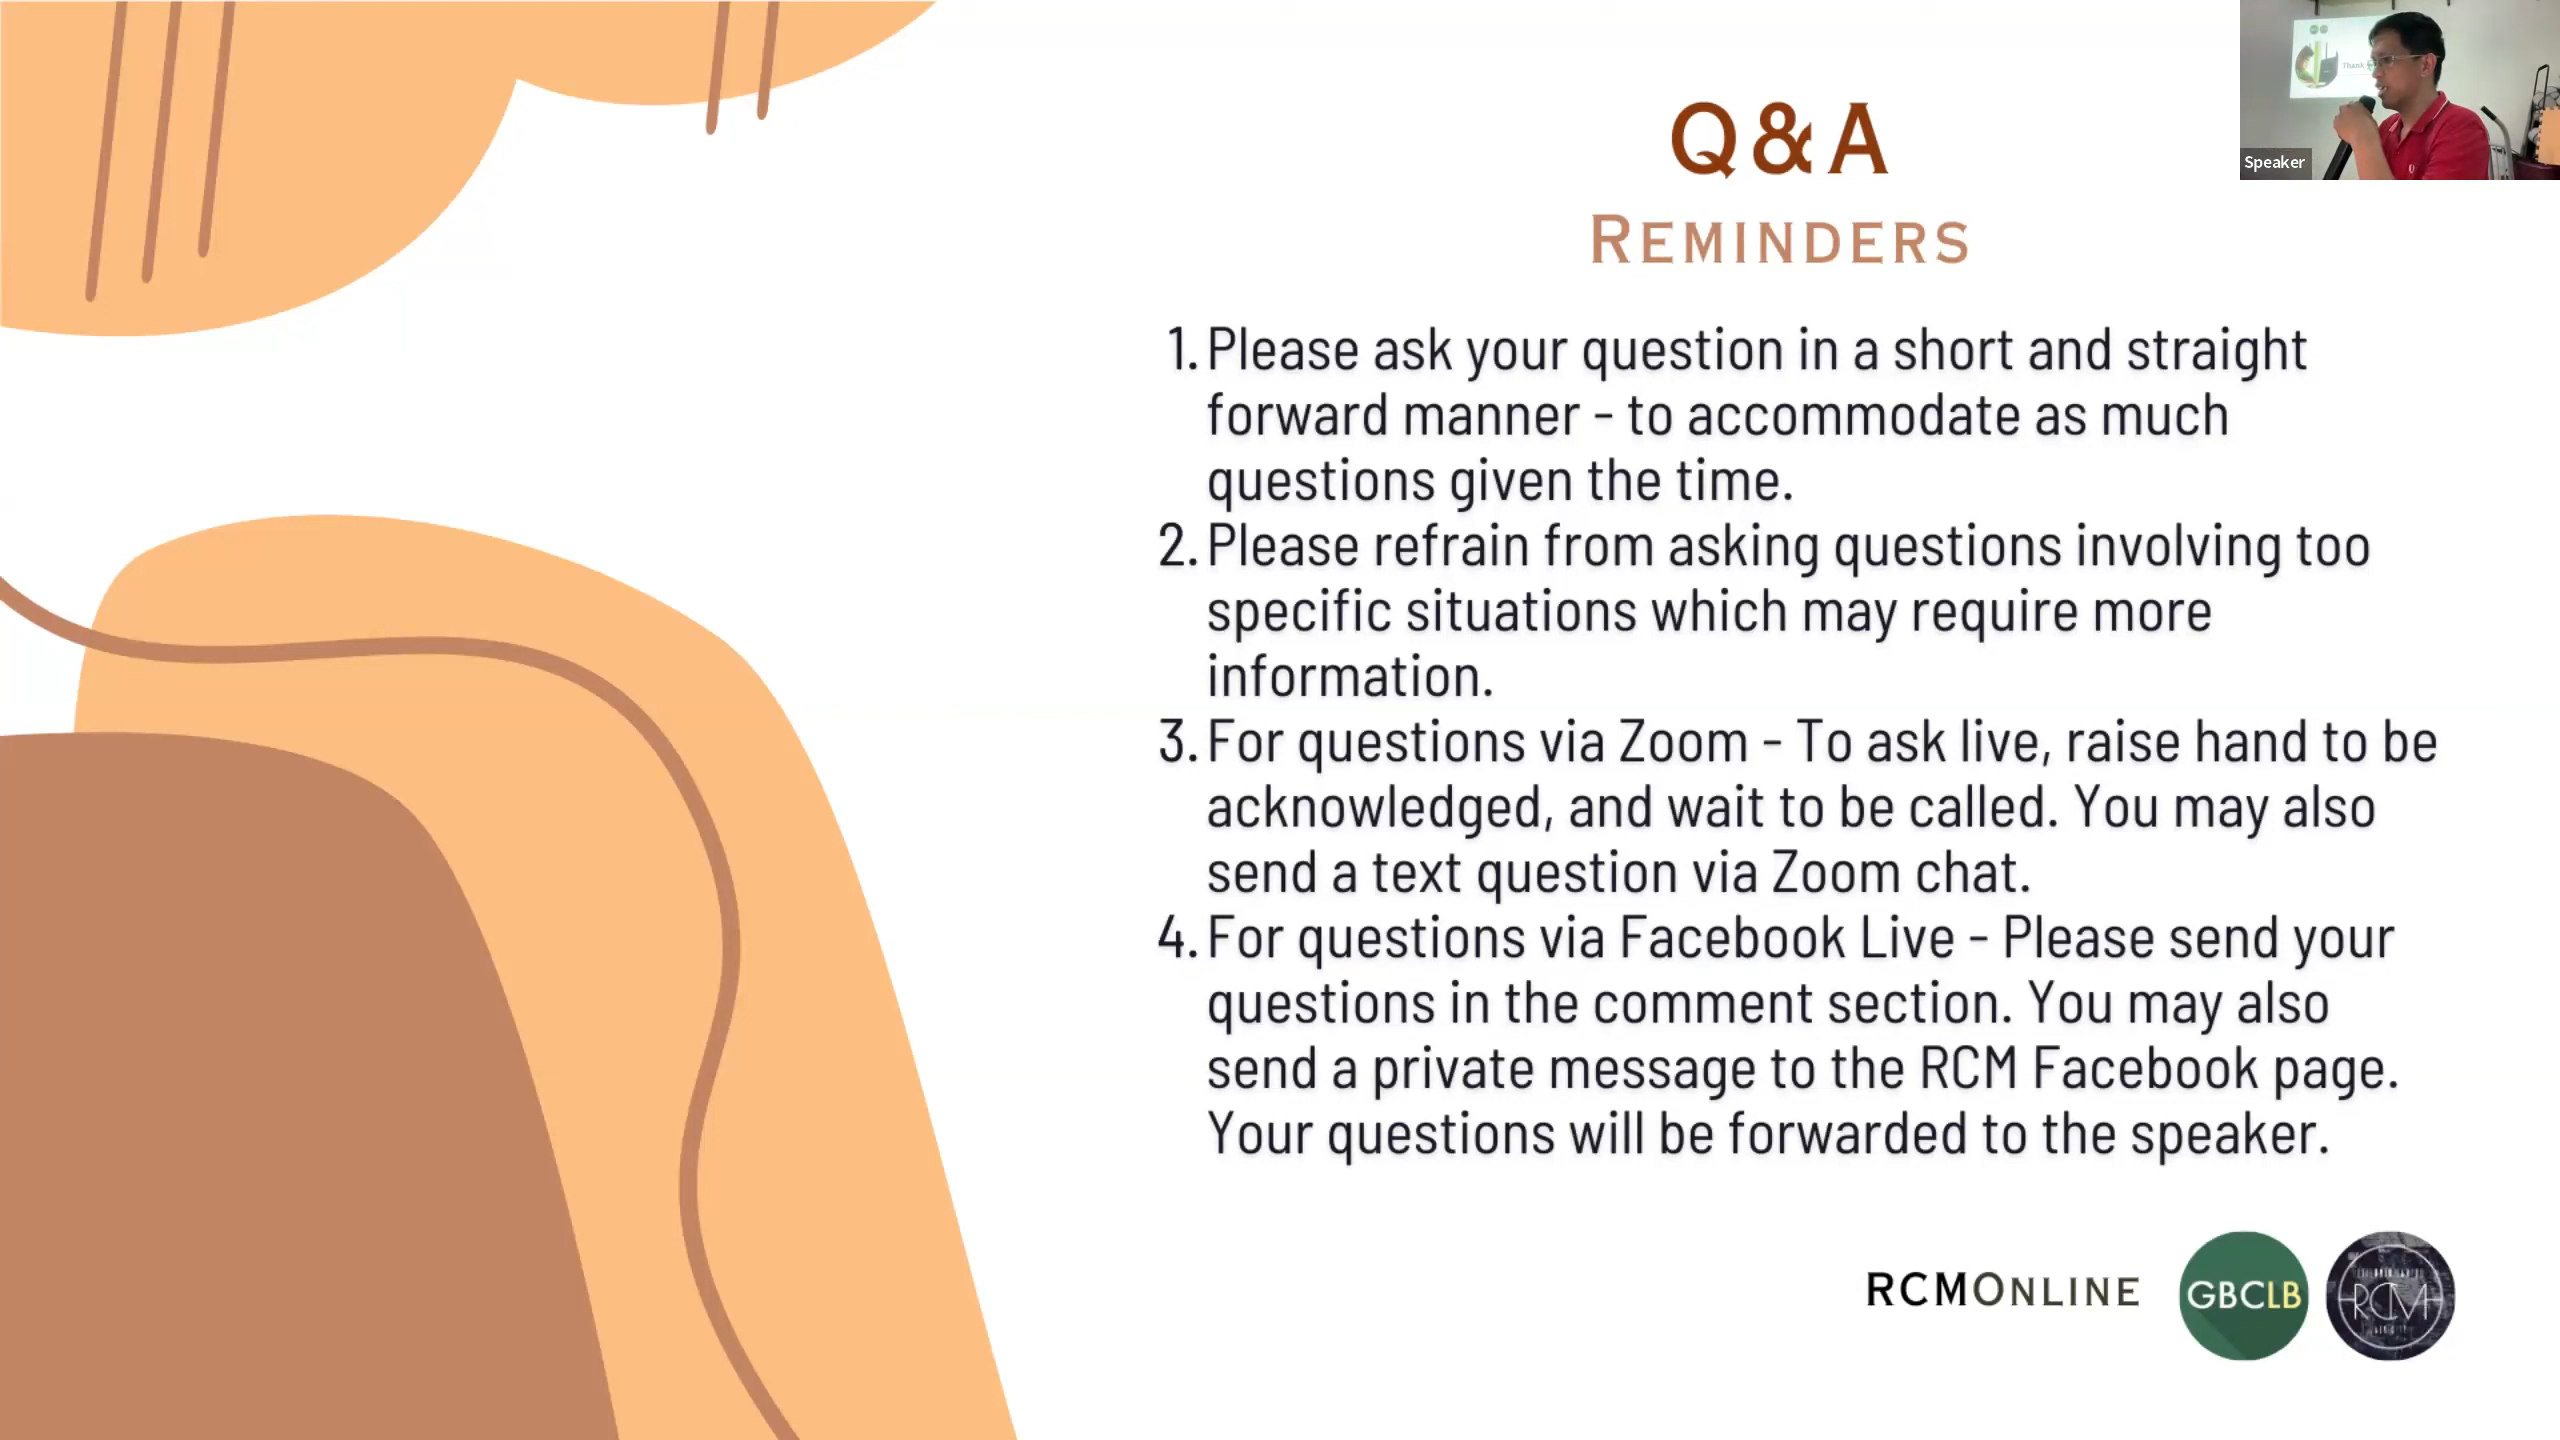 Q & A
REMINDERS
1. Please ask your question in a short and straight
forward manner - to accommodate as much
questions given the time.
2. Please refrain from asking questions involving too
specific situations which may require more
information.
3. For questions via Zoom - To ask live, raise hand to be
acknowledged, and wait to be called. You may also
send a text question via Zoom chat.
4. For questions via Facebook Live - Please send your
questions in the comment section. You may also
send a private message to the RCM Facebook page.
Your questions will be forwarded to the speaker.
RCMONLINE
GBCLB
RCM
Speaker
Thank